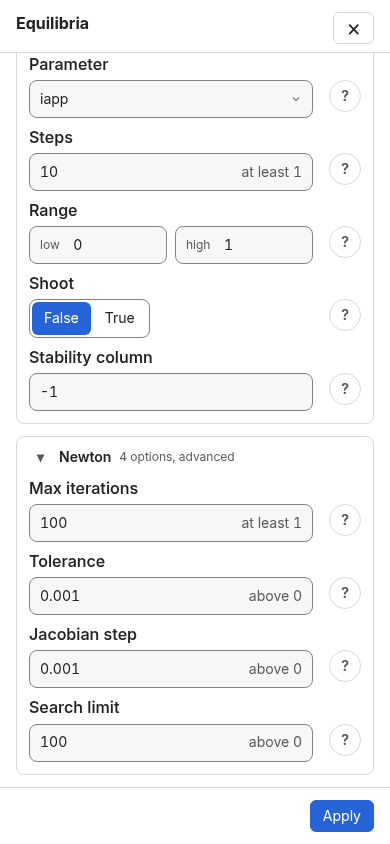 Equilibria
Parameter
iapp
?
Steps
10 at least 1
?
Range
low 0 high 1
?
Shoot
False True
?
Stability column
-1
?
▼ Newton 4 options, advanced
Max iterations
100 at least 1
?
Tolerance
0.001 above 0
?
Jacobian step
0.001 above 0
?
Search limit
100 above 0
?
Apply